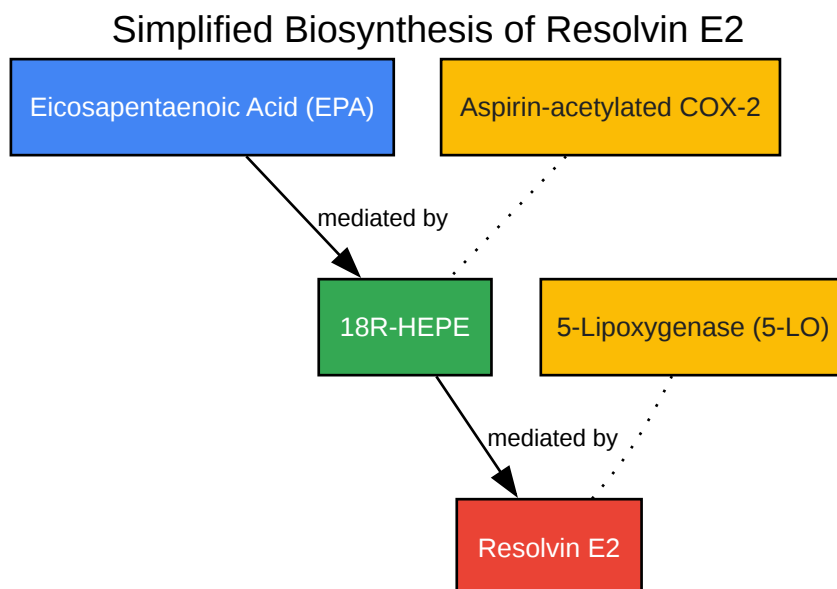 Simplified Biosynthesis of Resolvin E2
Eicosapentaenoic Acid (EPA)
Aspirin-acetylated COX-2
mediated by
18R-HEPE
5-Lipoxygenase (5-LO)
mediated by
Resolvin E2